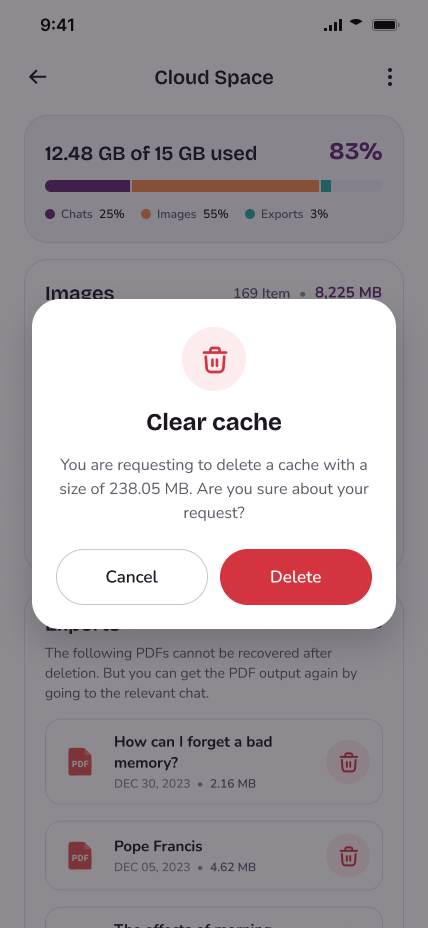 9:41
Cloud Space
12.48 GB of 15 GB used
83%
Chats 25% Images 55% Exports 3%
Images
169 Item • 8,225 MB
Clear cache
You are requesting to delete a cache with a
size of 238.05 MB. Are you sure about your
request?
Cancel
Delete
Exports
The following PDFs cannot be recovered after
deletion. But you can get the PDF output again by
going to the relevant chat.
PDF
How can I forget a bad
memory?
DEC 30, 2023 • 2.16 MB
PDF
Pope Francis
DEC 05, 2023 • 4.62 MB
The effects of morning